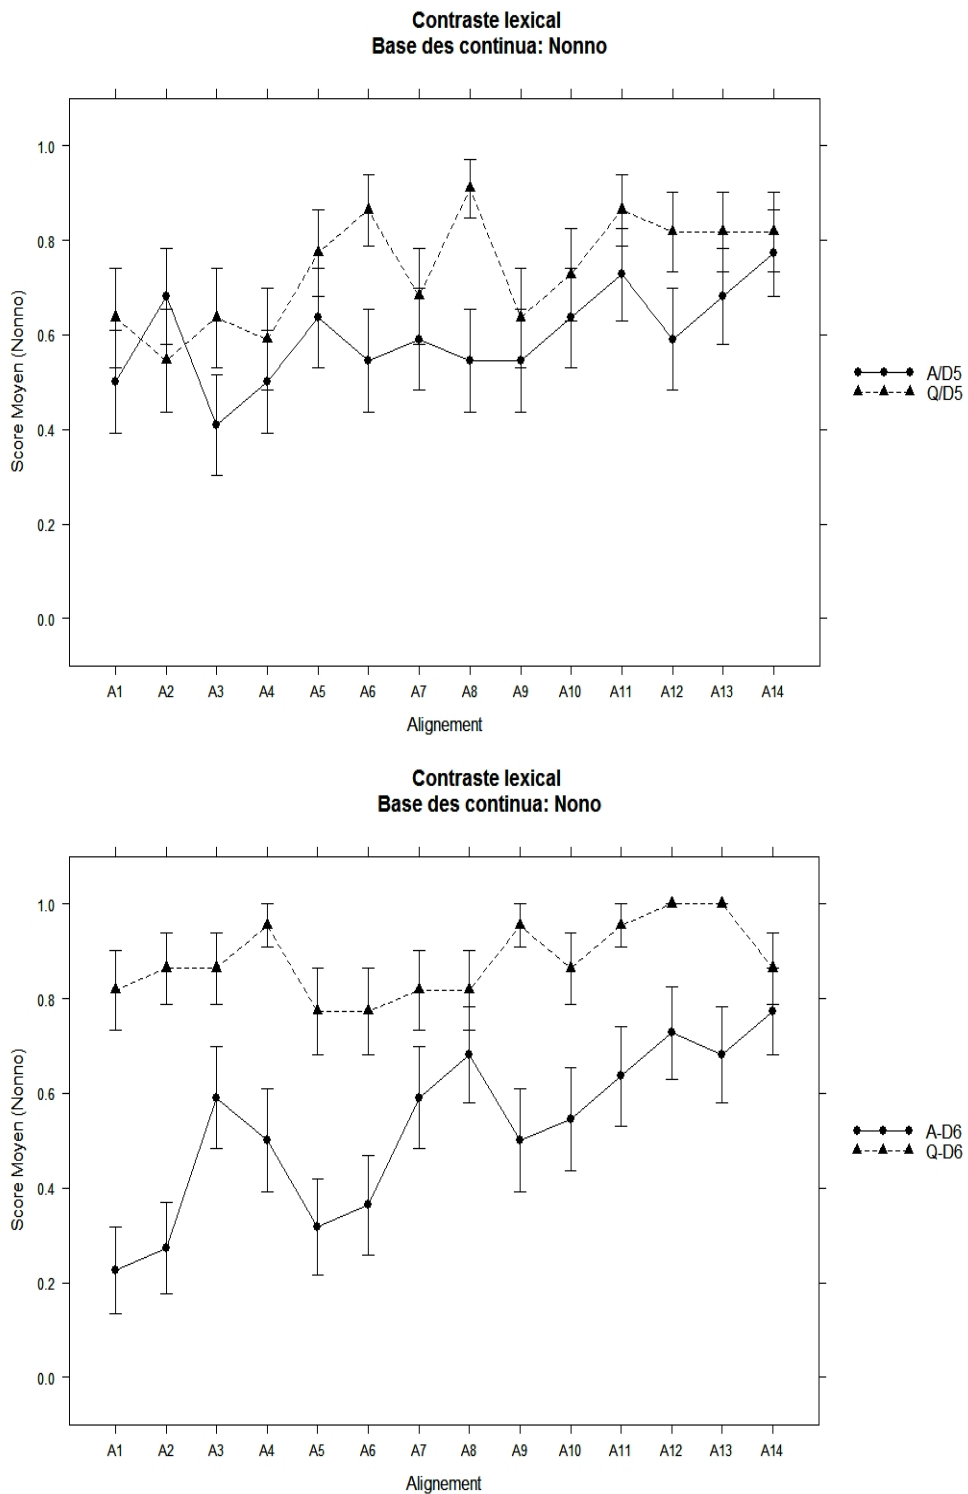 Contraste lexical
Base des continua: Nonno
1.0
0.8
0.6
0.4
0.2
0.0
Score Moyen (Nonno)
A/D5
Q/D5
A1 A2 A3 A4 A5 A6 A7 A8 A9 A10 A11 A12 A13 A14
Alignement
Contraste lexical
Base des continua: Nono
1.0
0.8
0.6
0.4
0.2
0.0
Score Moyen (Nonno)
A-D6
Q-D6
A1 A2 A3 A4 A5 A6 A7 A8 A9 A10 A11 A12 A13 A14
Alignement